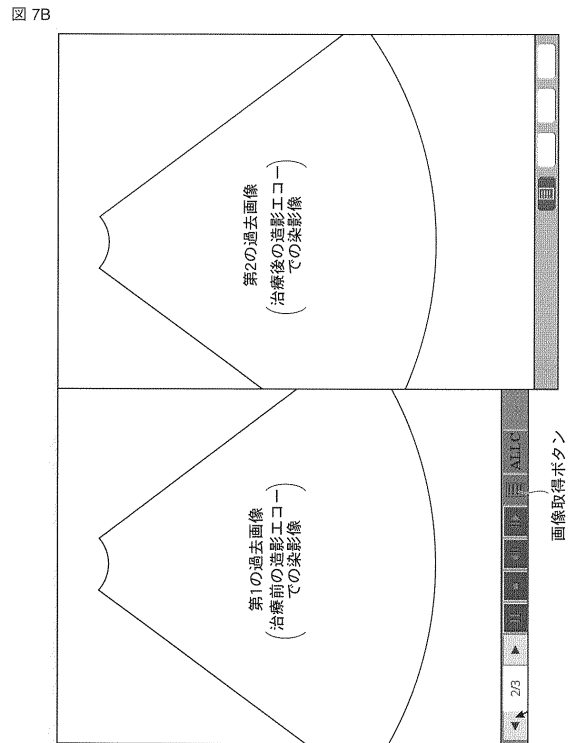 図 7B
第1の過去画像
(治療前の造影エコー
での染影像)
第2の過去画像
(治療後の造影エコー
での染影像)
2/3
ALLC
画像取得ボタン